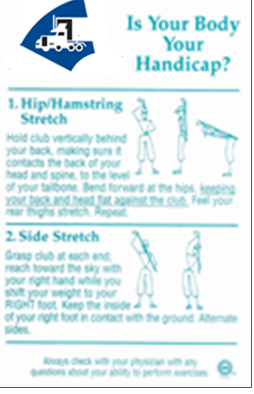 Is Your Body
Your
Handicap?
1. Hip/Hamstring
Stretch
Hold club vertically behind
your back, making sure it
contacts the back of your
head and spine, to the level
of your tailbone. Bend forward at the hips, keeping
your back and head flat against the club. Feel your
rear thighs stretch. Repeat.
2. Side Stretch
Grasp club at each end;
reach toward the sky with
your right hand while you
shift your weight to your
RIGHT foot. Keep the inside
of your right foot in contact with the ground. Alternate
sides.
Always check with your physician with any
questions about your ability to perform exercises.